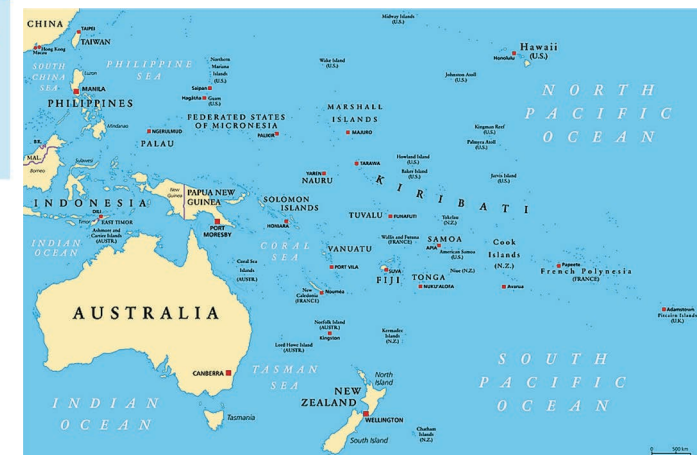 CHINA
TAIPEI
TAIWAN
Hong Kong
Macau
SOUTH
CHINA
SEA
Luzon
MANILA
PHILIPPINES
Mindanao
PHILIPPINE
SEA
Northern
Mariana
Islands
(U.S.)
Saipan
Hagåtña
Guam
(U.S.)
FEDERATED STATES
OF MICRONESIA
PALIKIR
NGERULMUD
PALAU
Midway Islands
(U.S.)
Wake Island
(U.S.)
Johnston Atoll
(U.S.)
Honolulu
Hawaii
(U.S.)
NORTH
PACIFIC
OCEAN
MARSHALL
ISLANDS
MAJURO
Kingman Reef
(U.S.)
Palmyra Atoll
(U.S.)
TARAWA
Howland Island
(U.S.)
Baker Island
(U.S.)
Jarvis Island
(U.S.)
YAREN
NAURU
KIRIBATI
BR.
MAL.
Borneo
Sulawesi
INDONESIA
DILI
Timor
EAST TIMOR
Ashmore and
Cartier Islands
(AUSTR.)
INDIAN
OCEAN
New
Guinea
PAPUA NEW
GUINEA
PORT
MORESBY
SOLOMON
ISLANDS
HONIARA
CORAL
SEA
Coral Sea
Islands
(AUSTR.)
TUVALU
FUNAFUTI
Tokelau
(N.Z.)
Wallis and Futuna
(FRANCE)
SAMOA
APIA
American Samoa
(U.S.)
Cook
Islands
(N.Z.)
VANUATU
PORT VILA
SUVA
FIJI
TONGA
NUKU'ALOFA
Niue (N.Z.)
Avarua
Papeete
French Polynesia
(FRANCE)
Adamstown
Pitcairn Islands
(U.K.)
New
Caledonia
(FRANCE)
Nouméa
Norfolk Island
(AUSTR.)
Kingston
Lord Howe Island
(AUSTR.)
Kermadec
Islands
(N.Z.)
AUSTRALIA
CANBERRA
TASMAN
SEA
Tasmania
INDIAN
OCEAN
North
Island
NEW
ZEALAND
WELLINGTON
South Island
Chatham
Islands
(N.Z.)
SOUTH
PACIFIC
OCEAN
0 500 km